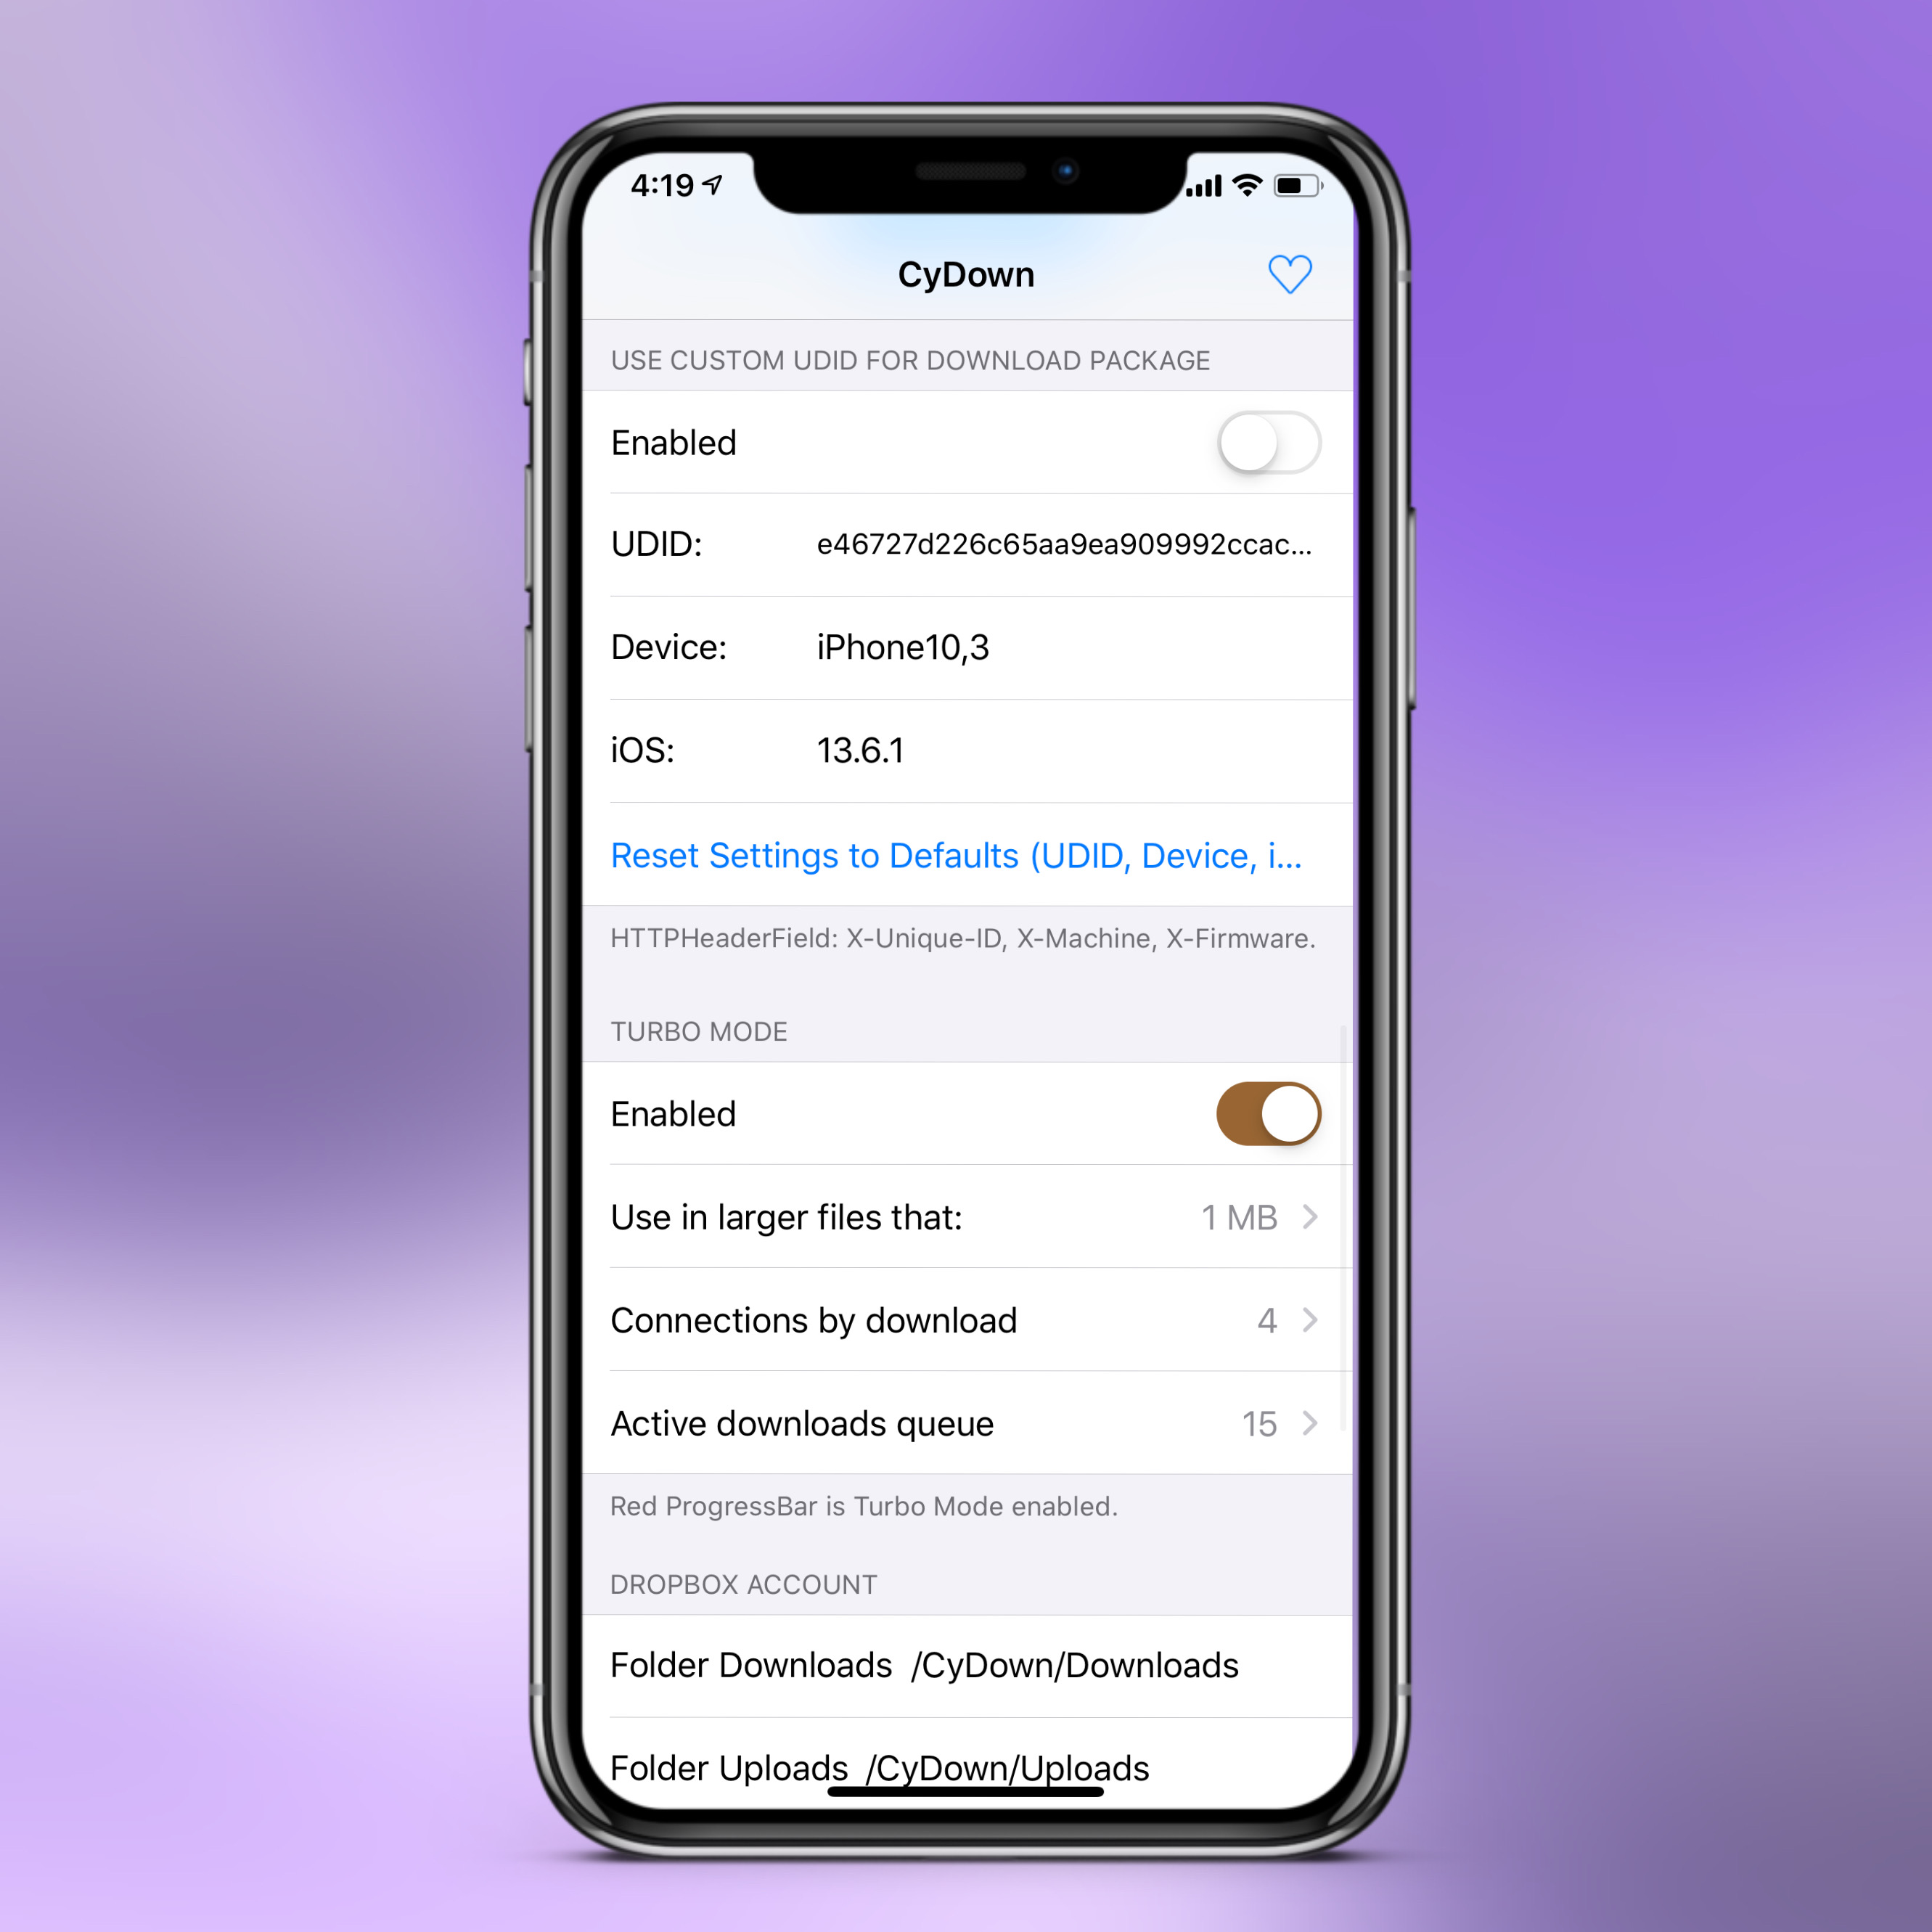 4:19
CyDown
USE CUSTOM UDID FOR DOWNLOAD PACKAGE
Enabled
UDID: e46727d226c65aa9ea909992ccac...
Device: iPhone10,3
iOS: 13.6.1
Reset Settings to Defaults (UDID, Device, i...
HTTPHeaderField: X-Unique-ID, X-Machine, X-Firmware.
TURBO MODE
Enabled
Use in larger files that: 1 MB
Connections by download 4
Active downloads queue 15
Red ProgressBar is Turbo Mode enabled.
DROPBOX ACCOUNT
Folder Downloads /CyDown/Downloads
Folder Uploads /CyDown/Uploads